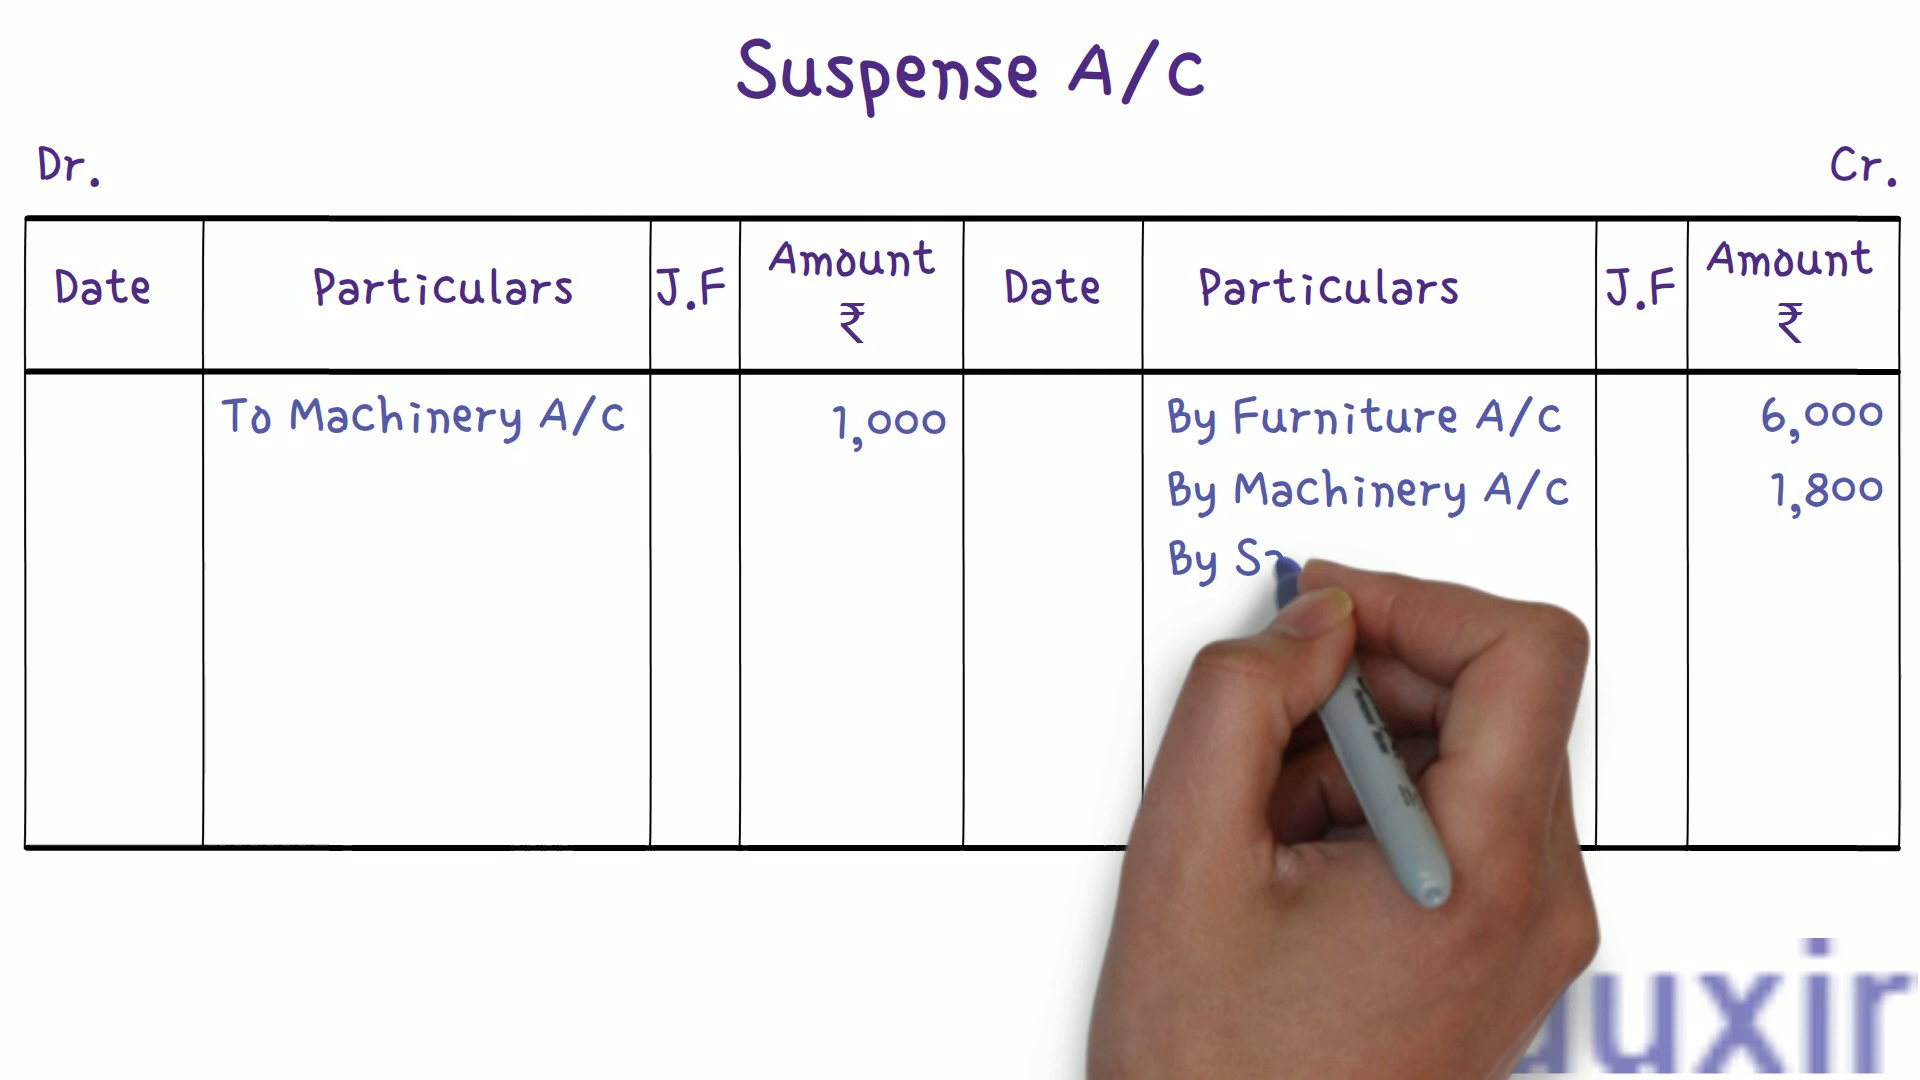 Suspense A/c
Dr. Cr.
Date Particulars J.F Amount ₹ Date Particulars J.F Amount ₹
To Machinery A/c 1,000 By Furniture A/c 6,000
By Machinery A/c 1,800
By